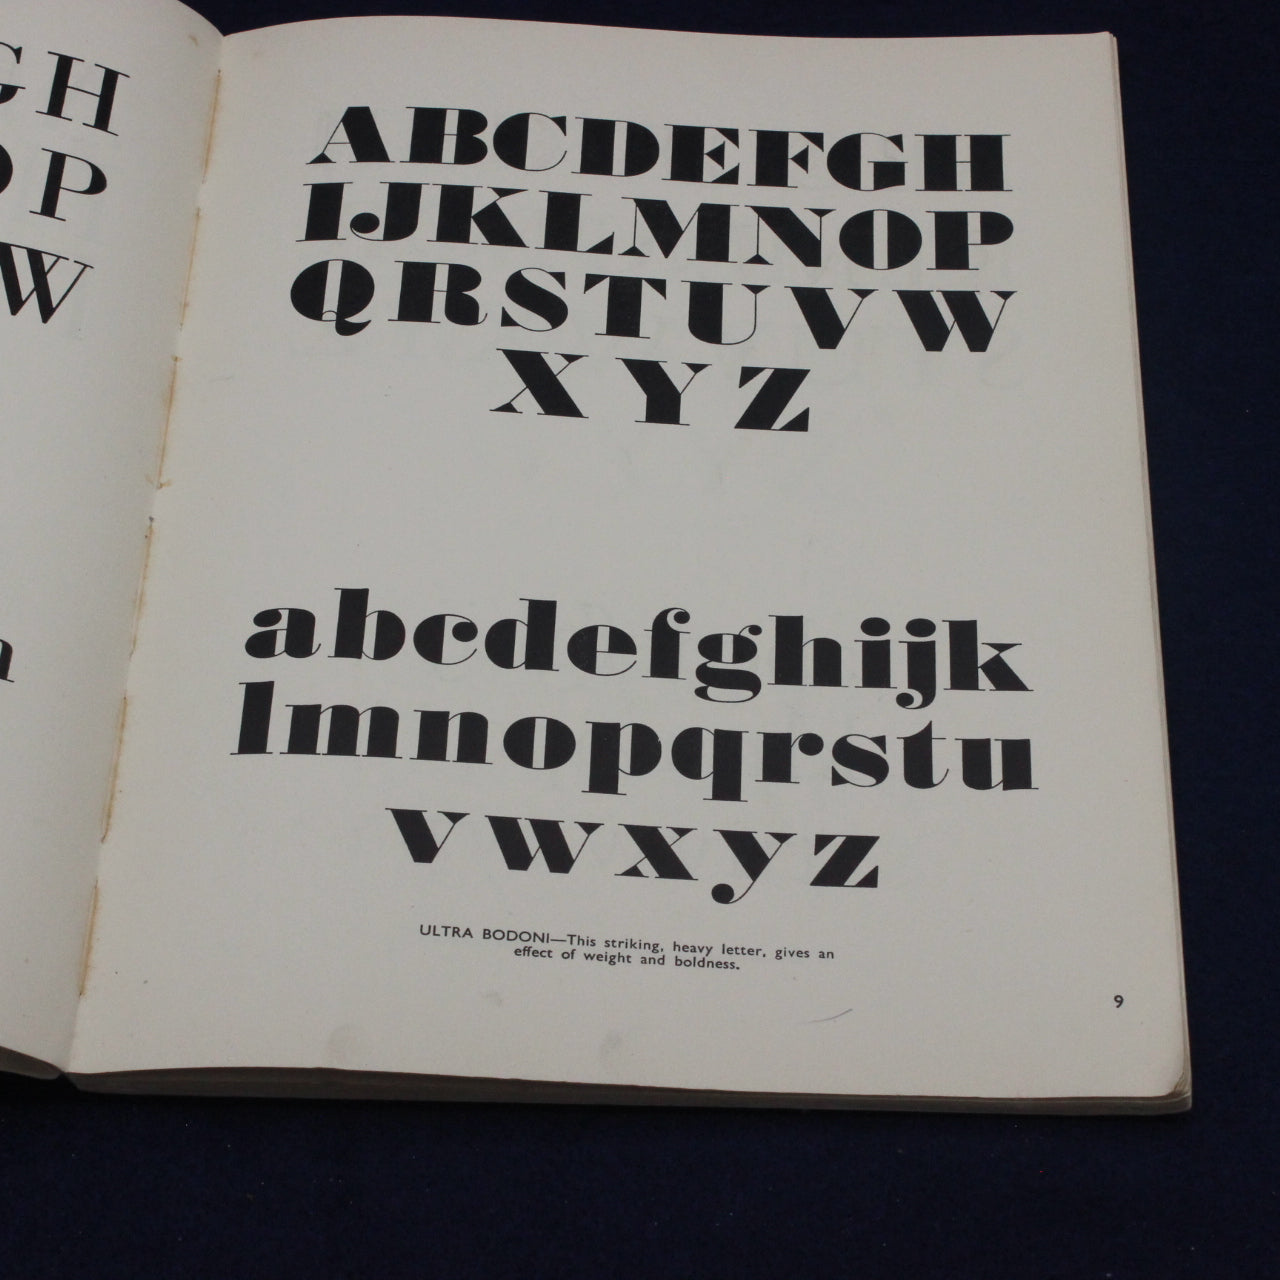 GH
OP
W
ABCDEFGH
IJKLMNOP
QRSTUVW
XYZ
abcdefghijk
lmnopqrstu
vwxyz
ULTRA BODONI—This striking, heavy letter, gives an
effect of weight and boldness.
9